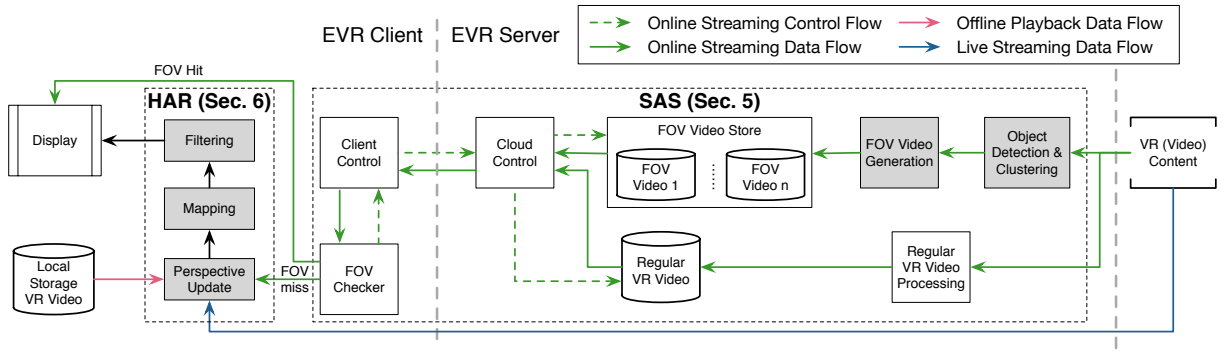 EVR Client
EVR Server
Online Streaming Control Flow
Offline Playback Data Flow
Online Streaming Data Flow
Live Streaming Data Flow
FOV Hit
HAR (Sec. 6)
SAS (Sec. 5)
Display
Filtering
Mapping
Perspective
Update
Local
Storage
VR Video
FOV
miss
Client
Control
FOV
Checker
Cloud
Control
FOV Video Store
FOV
Video 1
FOV
Video n
Regular
VR Video
FOV Video
Generation
Object
Detection &
Clustering
Regular
VR Video
Processing
VR (Video)
Content